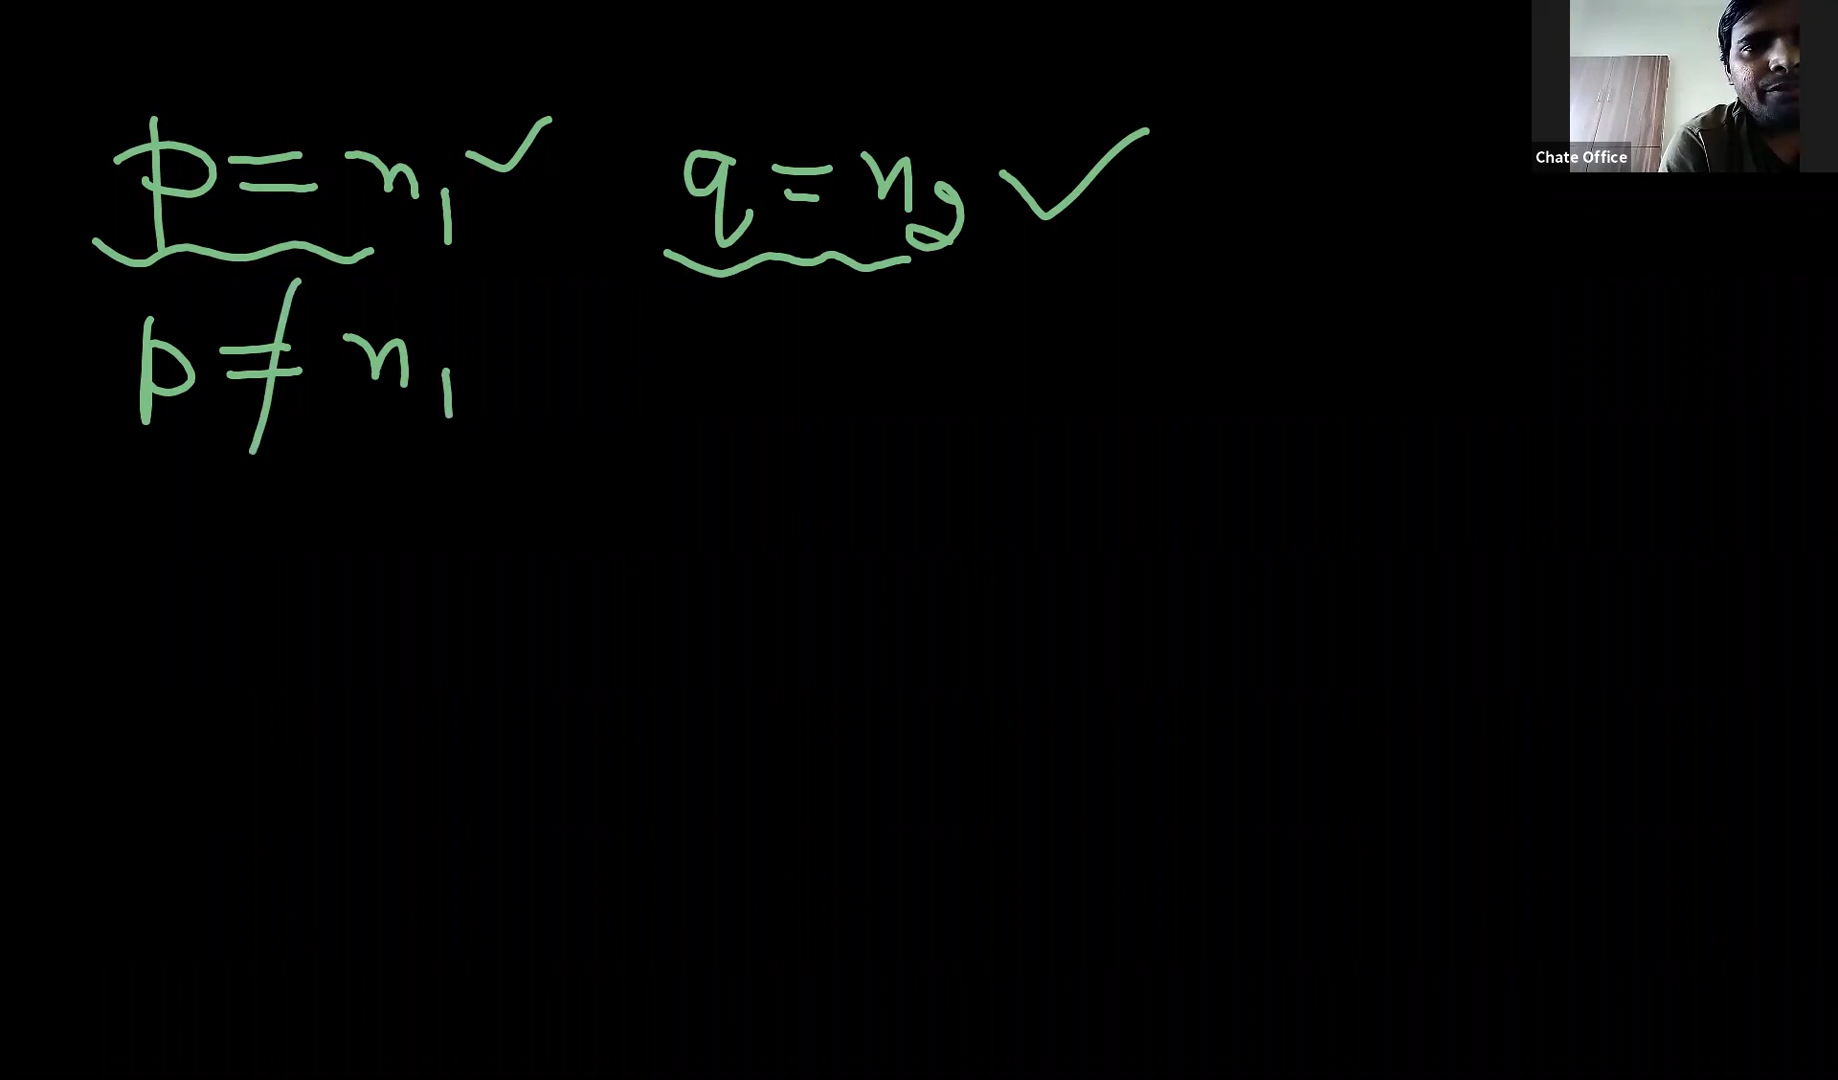 p = n₁ ✓ q = n₂ ✓
p ≠ n₁
Chate Office